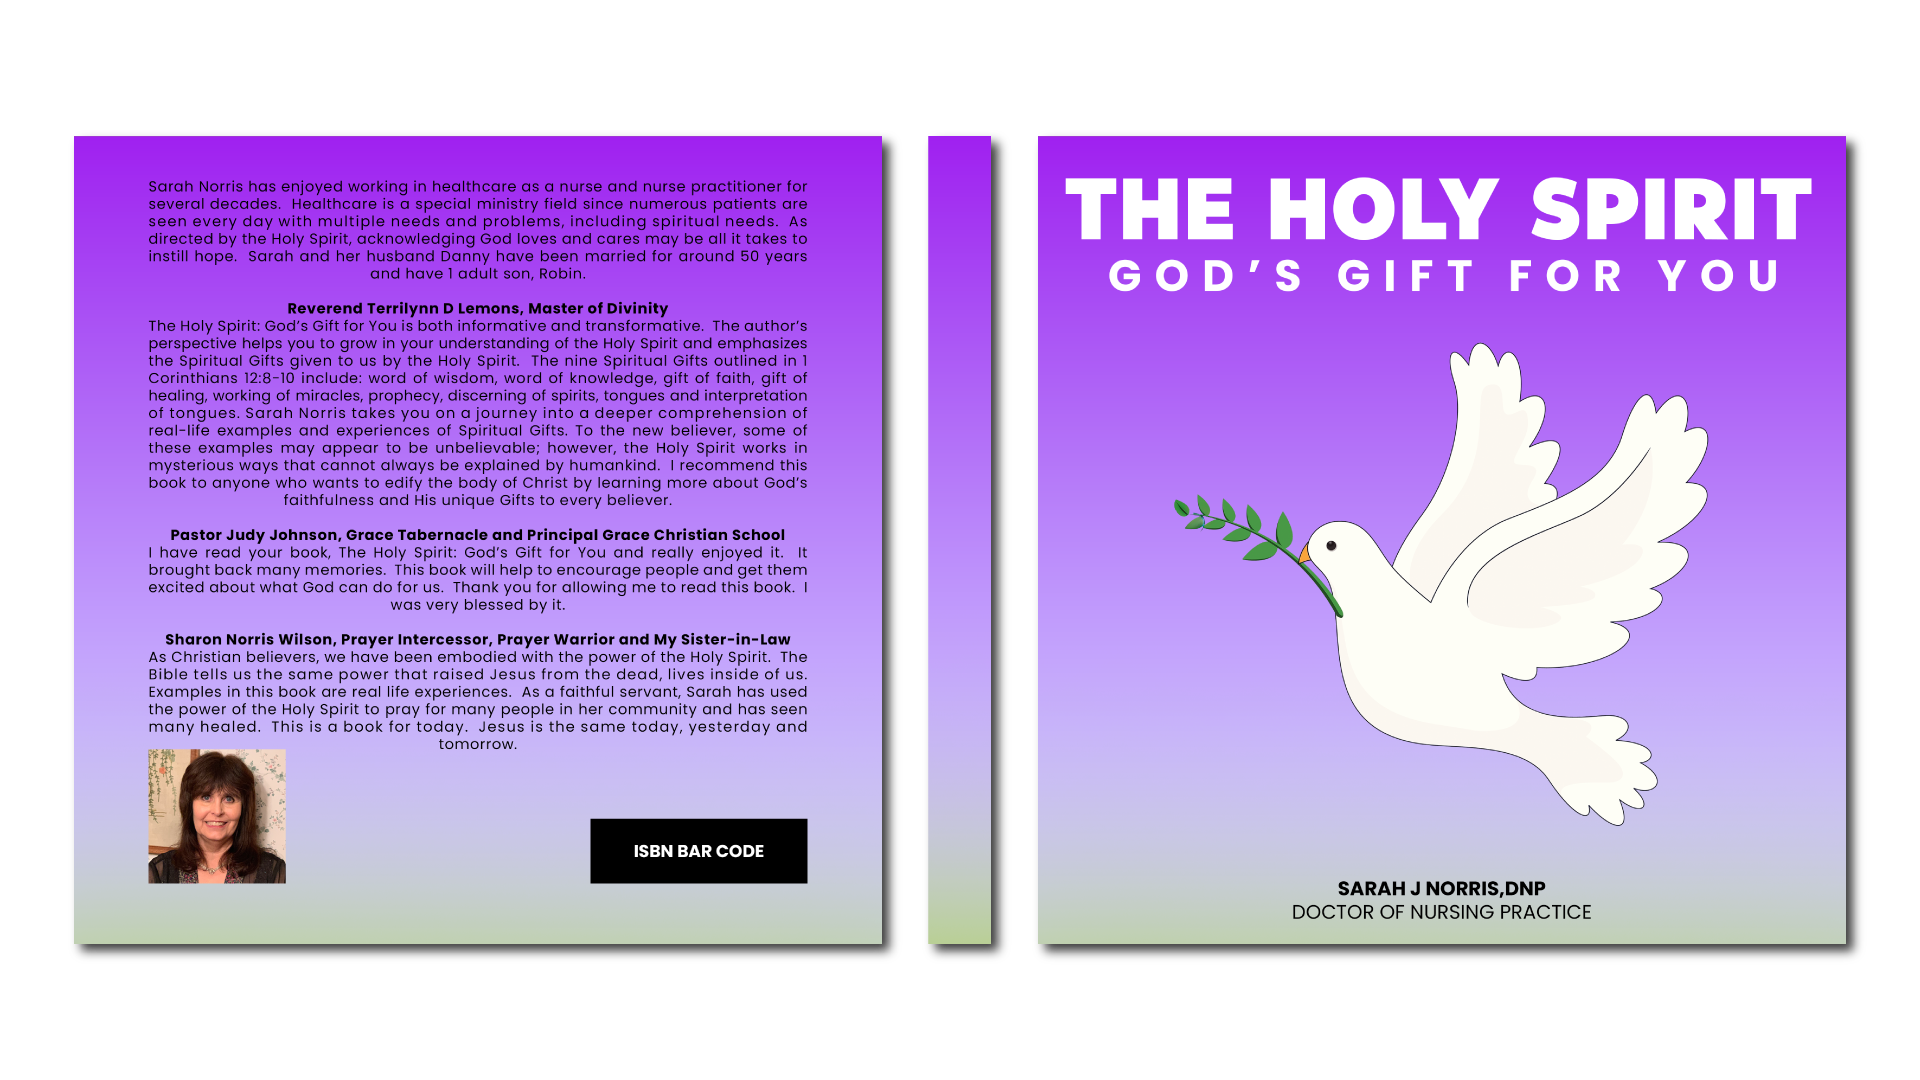 Sarah Norris has enjoyed working in healthcare as a nurse and nurse practitioner for
several decades.  Healthcare is a special ministry field since numerous patients are
seen every day with multiple needs and problems, including spiritual needs.  As
directed by the Holy Spirit, acknowledging God loves and cares may be all it takes to
instill hope.  Sarah and her husband Danny have been married for around 50 years
and have 1 adult son, Robin.
Reverend Terrilynn D Lemons, Master of Divinity
The Holy Spirit: God’s Gift for You is both informative and transformative.  The author’s
perspective helps you to grow in your understanding of the Holy Spirit and emphasizes
the Spiritual Gifts given to us by the Holy Spirit.  The nine Spiritual Gifts outlined in 1
Corinthians 12:8-10 include: word of wisdom, word of knowledge, gift of faith, gift of
healing, working of miracles, prophecy, discerning of spirits, tongues and interpretation
of tongues. Sarah Norris takes you on a journey into a deeper comprehension of
real-life examples and experiences of Spiritual Gifts. To the new believer, some of
these examples may appear to be unbelievable; however, the Holy Spirit works in
mysterious ways that cannot always be explained by humankind.  I recommend this
book to anyone who wants to edify the body of Christ by learning more about God’s
faithfulness and His unique Gifts to every believer.
Pastor Judy Johnson, Grace Tabernacle and Principal Grace Christian School
I have read your book, The Holy Spirit: God’s Gift for You and really enjoyed it.  It
brought back many memories.  This book will help to encourage people and get them
excited about what God can do for us.  Thank you for allowing me to read this book.  I
was very blessed by it.
Sharon Norris Wilson, Prayer Intercessor, Prayer Warrior and My Sister-in-Law
As Christian believers, we have been embodied with the power of the Holy Spirit.  The
Bible tells us the same power that raised Jesus from the dead, lives inside of us.
Examples in this book are real life experiences.  As a faithful servant, Sarah has used
the power of the Holy Spirit to pray for many people in her community and has seen
many healed.  This is a book for today.  Jesus is the same today, yesterday and
tomorrow.
ISBN BAR CODE
THE HOLY SPIRIT
GOD’S GIFT FOR YOU
SARAH J NORRIS,DNP
DOCTOR OF NURSING PRACTICE